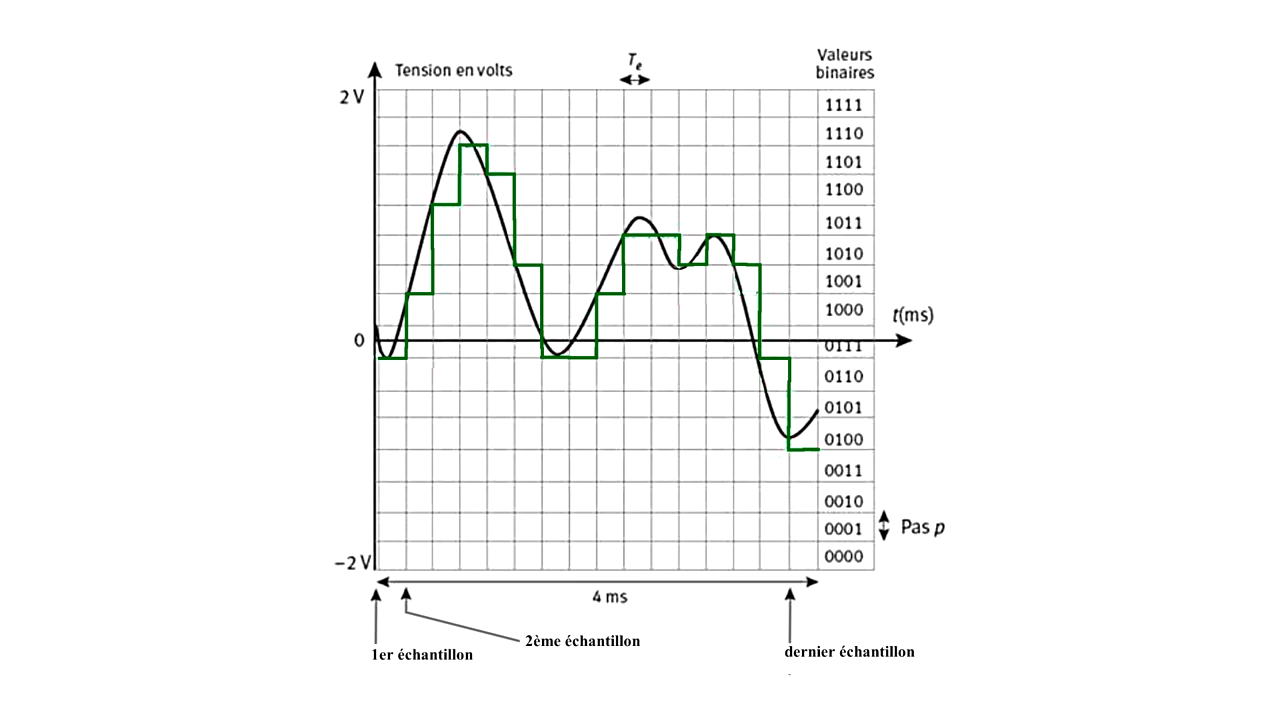 Tension en volts
Te
Valeurs
binaires
2 V
1111
1110
1101
1100
1011
1010
1001
1000
t(ms)
0
0111
0110
0101
0100
0011
0010
0001
Pas p
0000
−2 V
4 ms
1er échantillon
2ème échantillon
dernier échantillon